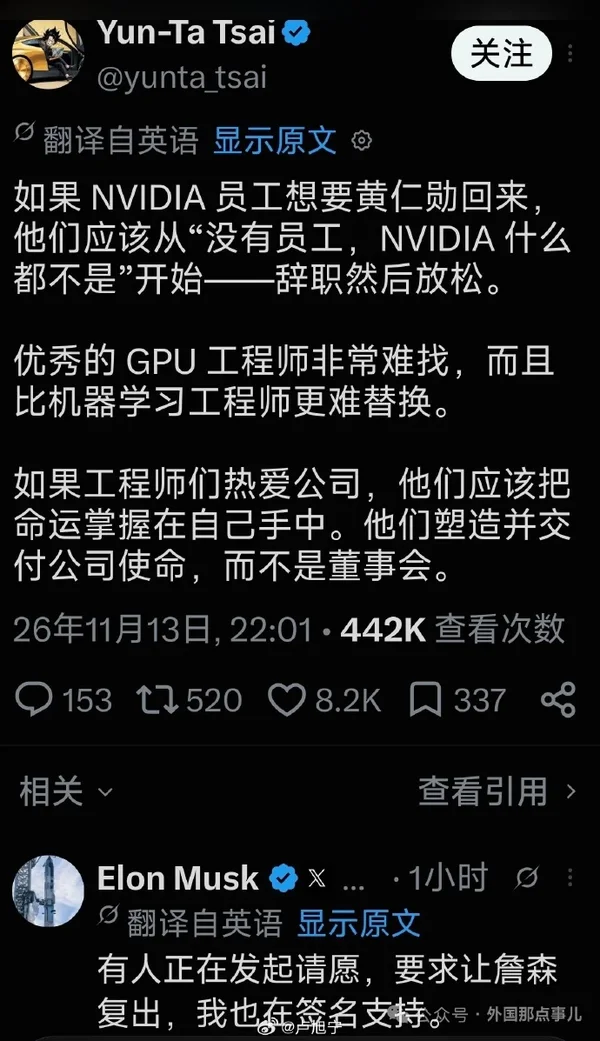 Yun-Ta Tsai
@yunta_tsai
关注
翻译自英语 显示原文
如果 NVIDIA 员工想要黄仁勋回来，
他们应该从“没有员工，NVIDIA 什么
都不是”开始——辞职然后放松。
优秀的 GPU 工程师非常难找，而且
比机器学习工程师更难替换。
如果工程师们热爱公司，他们应该把
命运掌握在自己手中。他们塑造并交
付公司使命，而不是董事会。
26年11月13日, 22:01 · 442K 查看次数
153 520 8.2K 337
相关 查看引用
Elon Musk X ... · 1小时
翻译自英语 显示原文
有人正在发起请愿，要求让詹森
复出，我也在签名支持。
@卢旭宁
公众号 · 外国那点事儿